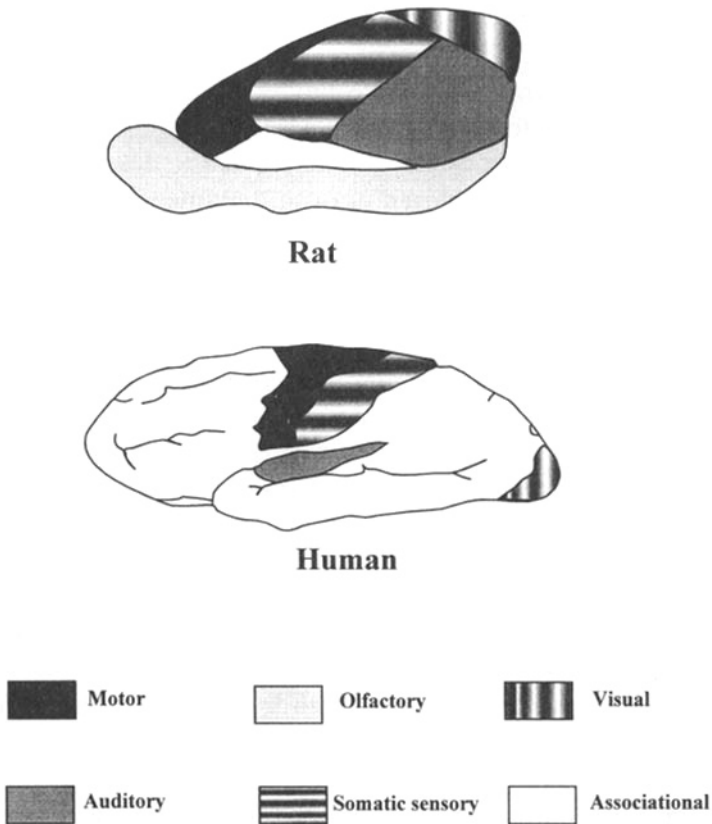 Rat
Human
Motor
Olfactory
Visual
Auditory
Somatic sensory
Associational